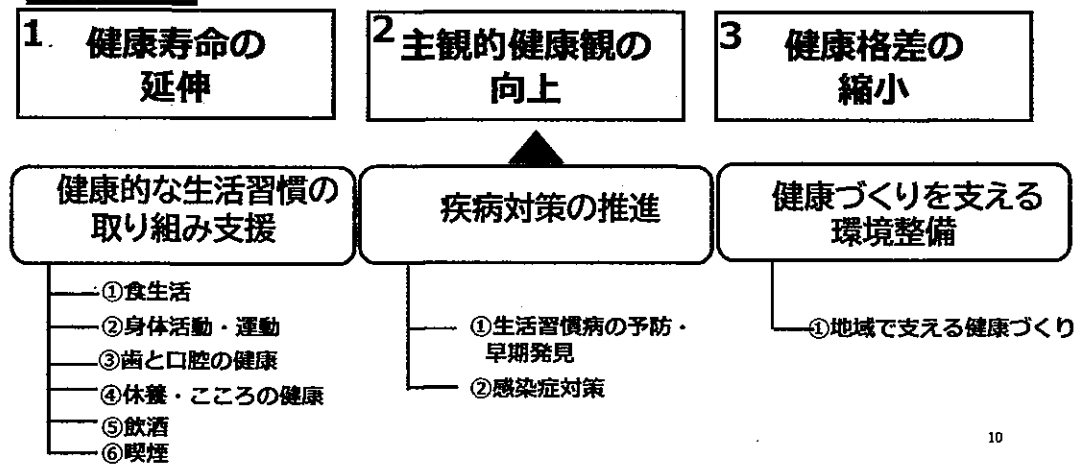 1. 健康寿命の
延伸
2 主観的健康観の
向上
3 健康格差の
縮小
健康的な生活習慣の
取り組み支援
疾病対策の推進
健康づくりを支える
環境整備
①食生活
②身体活動・運動
③歯と口腔の健康
④休養・こころの健康
⑤飲酒
⑥喫煙
①生活習慣病の予防・
早期発見
②感染症対策
①地域で支える健康づくり
10